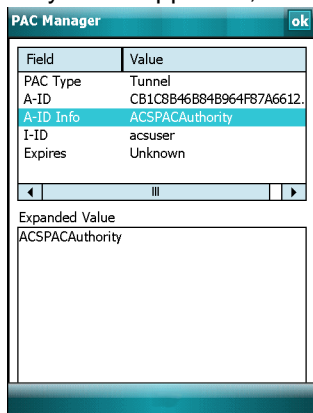 PAC Manager ok
Field Value
PAC Type Tunnel
A-ID CB1C8B46B84B964F87A6612.
A-ID Info ACSPACAuthority
I-ID acsuser
Expires Unknown
Expanded Value
ACSPACAuthority